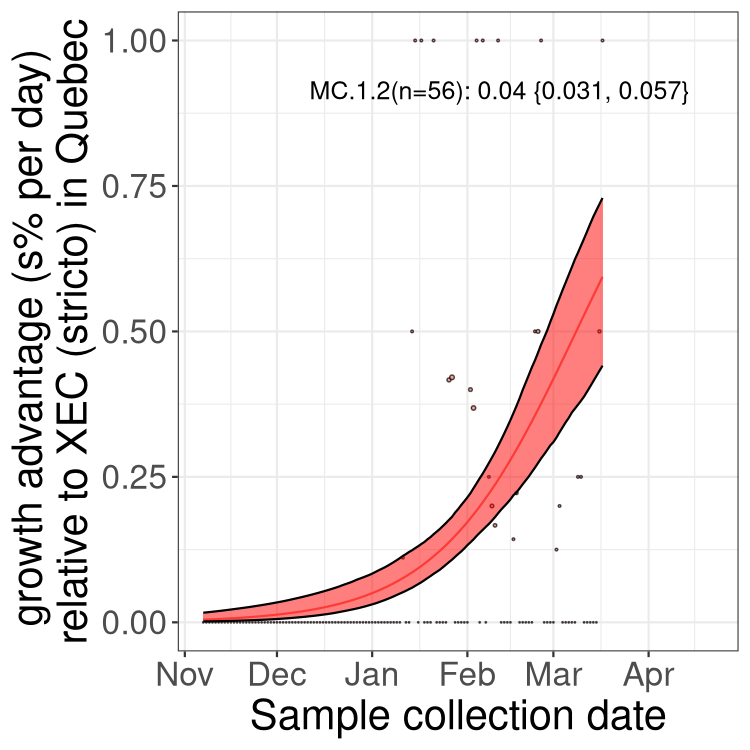 growth advantage (s% per day)
relative to XEC (stricto) in Quebec
1.00
0.75
0.50
0.25
0.00
MC.1.2(n=56): 0.04 {0.031, 0.057}
Nov Dec Jan Feb Mar Apr
Sample collection date